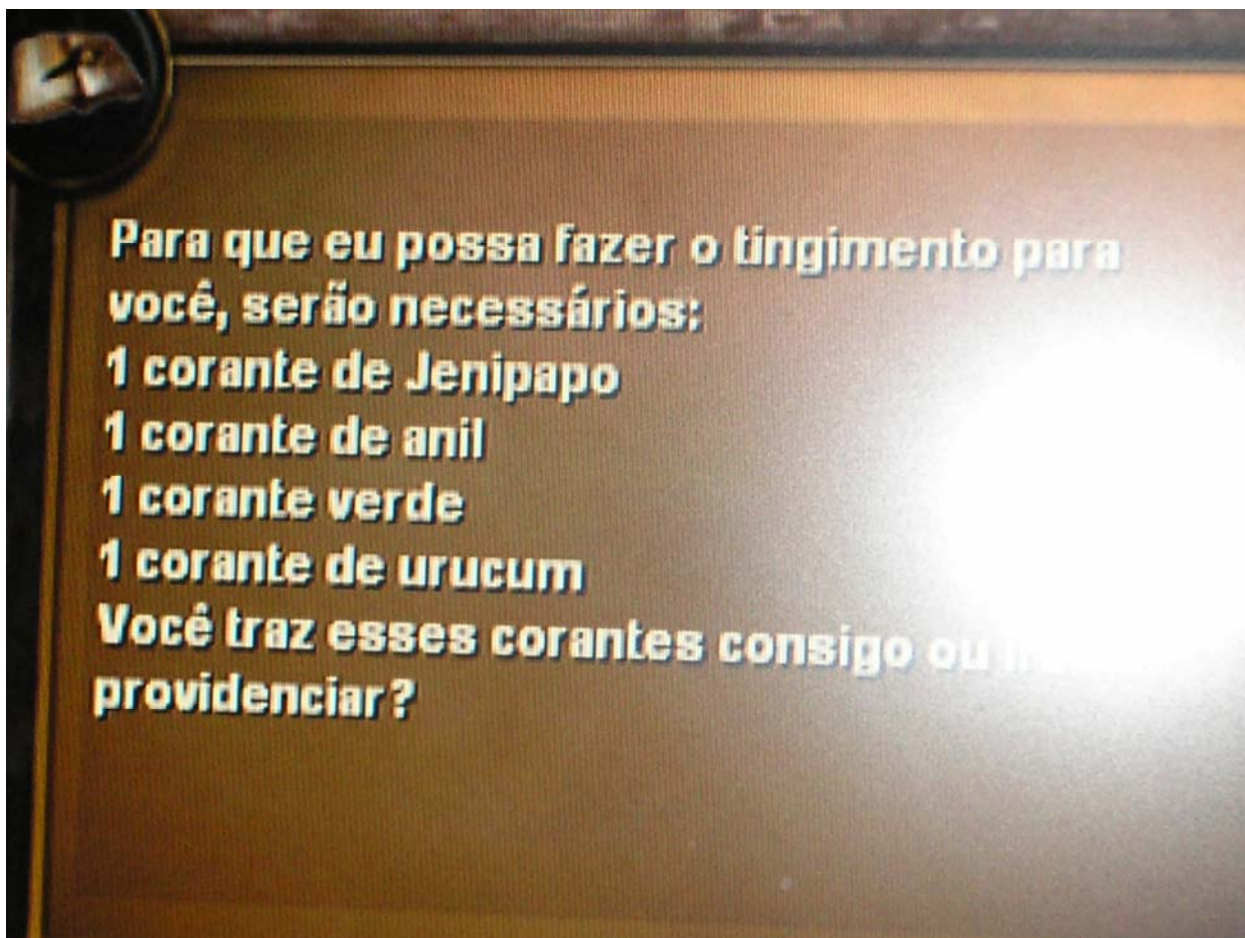 Para que eu possa fazer o tingimento para
você, serão necessários:
1 corante de Jenipapo
1 corante de anil
1 corante verde
1 corante de urucum
Você traz esses corantes consigo ou
providenciar?